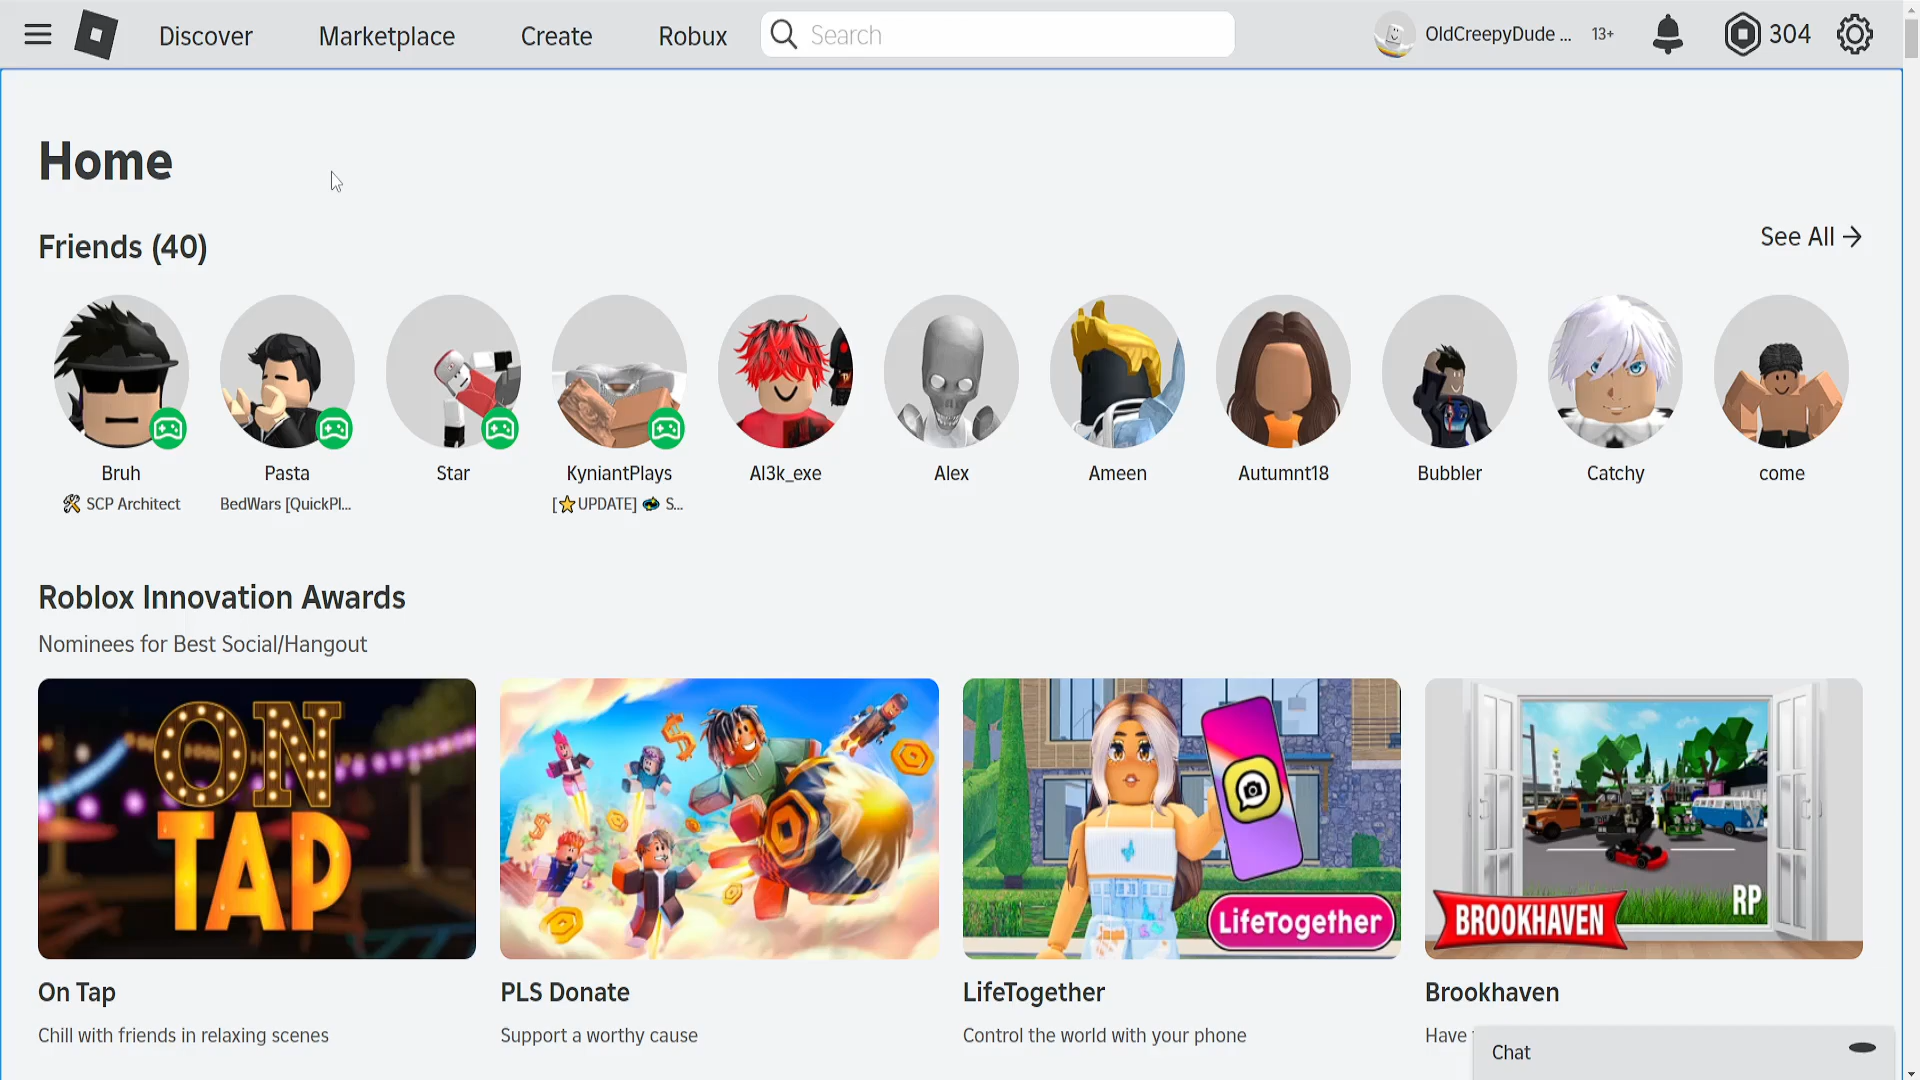 Discover Marketplace Create Robux Search OldCreepyDude ... 13+ 304
Home
Friends (40) See All
Bruh Pasta Star KyniantPlays Al3k_exe Alex Ameen Autumnt18 Bubbler Catchy come
SCP Architect BedWars [QuickPl... [⭐UPDATE] S...
Roblox Innovation Awards
Nominees for Best Social/Hangout
ON
TAP
LifeTogether
BROOKHAVEN RP
On Tap PLS Donate LifeTogether Brookhaven
Chill with friends in relaxing scenes Support a worthy cause Control the world with your phone Have
Chat